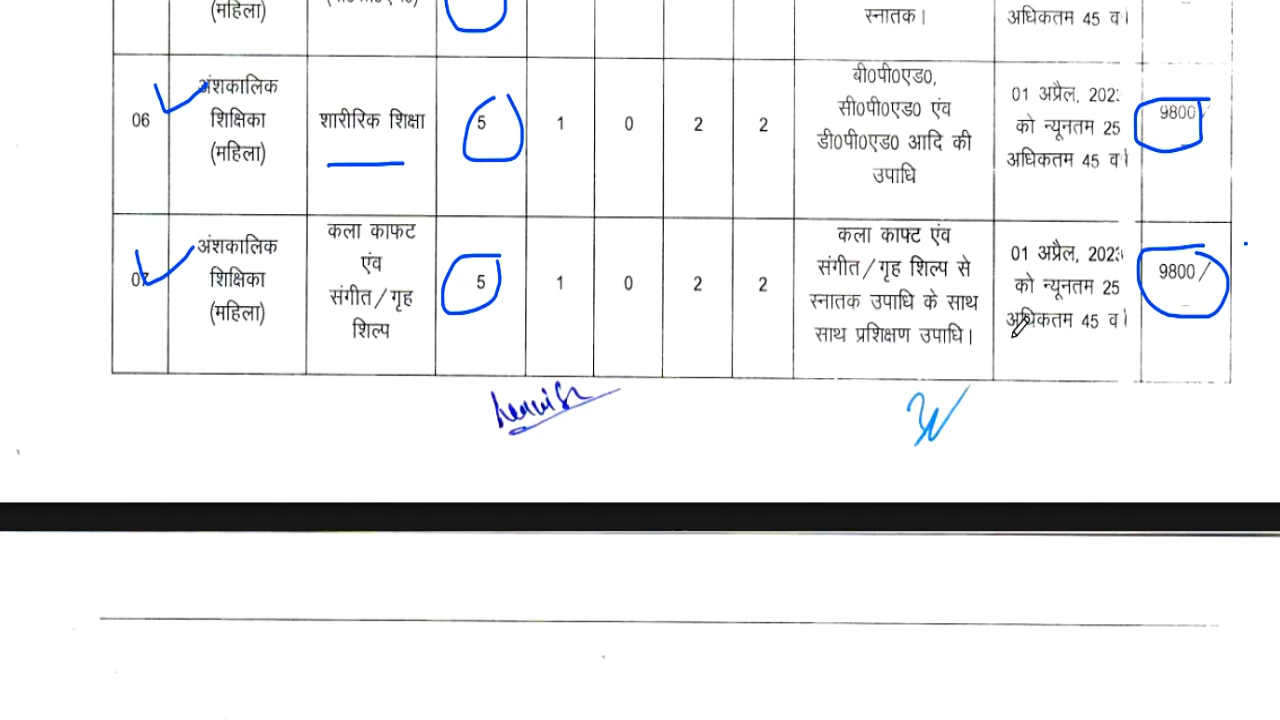 (महिला)
स्नातक।
अधिकतम 45 व
06
अंशकालिक
शिक्षिका
(महिला)
शारीरिक शिक्षा
5
1
0
2
2
बी0पी0एड0,
सी0पी0एड0 एंव
डी0पी0एड0 आदि की
उपाधि
01 अप्रैल, 202
को न्यूनतम 25
अधिकतम 45 व
9800/
07
अंशकालिक
शिक्षिका
(महिला)
कला काफट
एंव
संगीत/गृह
शिल्प
5
1
0
2
2
कला काफ्ट एंव
संगीत/गृह शिल्प से
स्नातक उपाधि के साथ
साथ प्रशिक्षण उपाधि।
01 अप्रैल, 2023
को न्यूनतम 25
अधिकतम 45 व
9800/